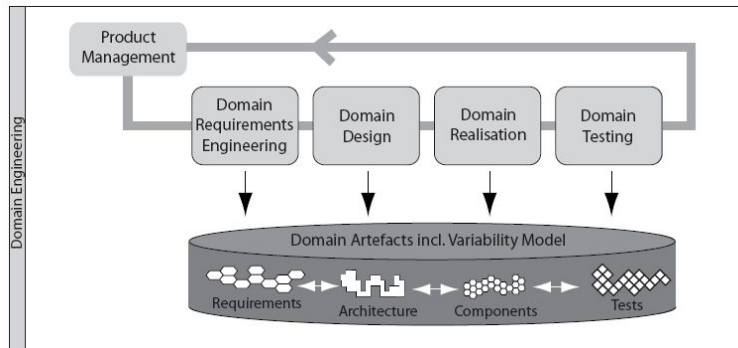 Domain Engineering
Product
Management
Domain
Requirements
Engineering
Domain
Design
Domain
Realisation
Domain
Testing
Domain Artefacts incl. Variability Model
Requirements
Architecture
Components
Tests